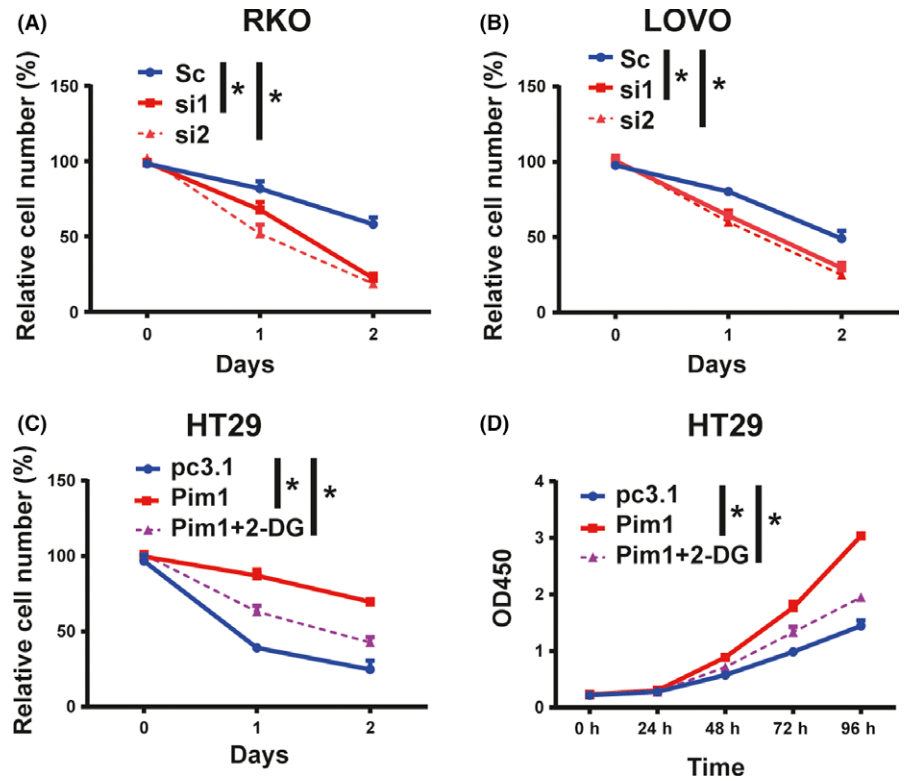 (A) RKO
Relative cell number (%)
Sc
si1
si2
*
*
150
100
50
0
0 1 2
Days
(B) LOVO
Relative cell number (%)
Sc
si1
si2
*
*
150
100
50
0
0 1 2
Days
(C) HT29
Relative cell number (%)
pc3.1
Pim1
Pim1+2-DG
*
*
150
100
50
0
0 1 2
Days
(D) HT29
OD450
pc3.1
Pim1
Pim1+2-DG
*
*
4
3
2
1
0
0 h 24 h 48 h 72 h 96 h
Time